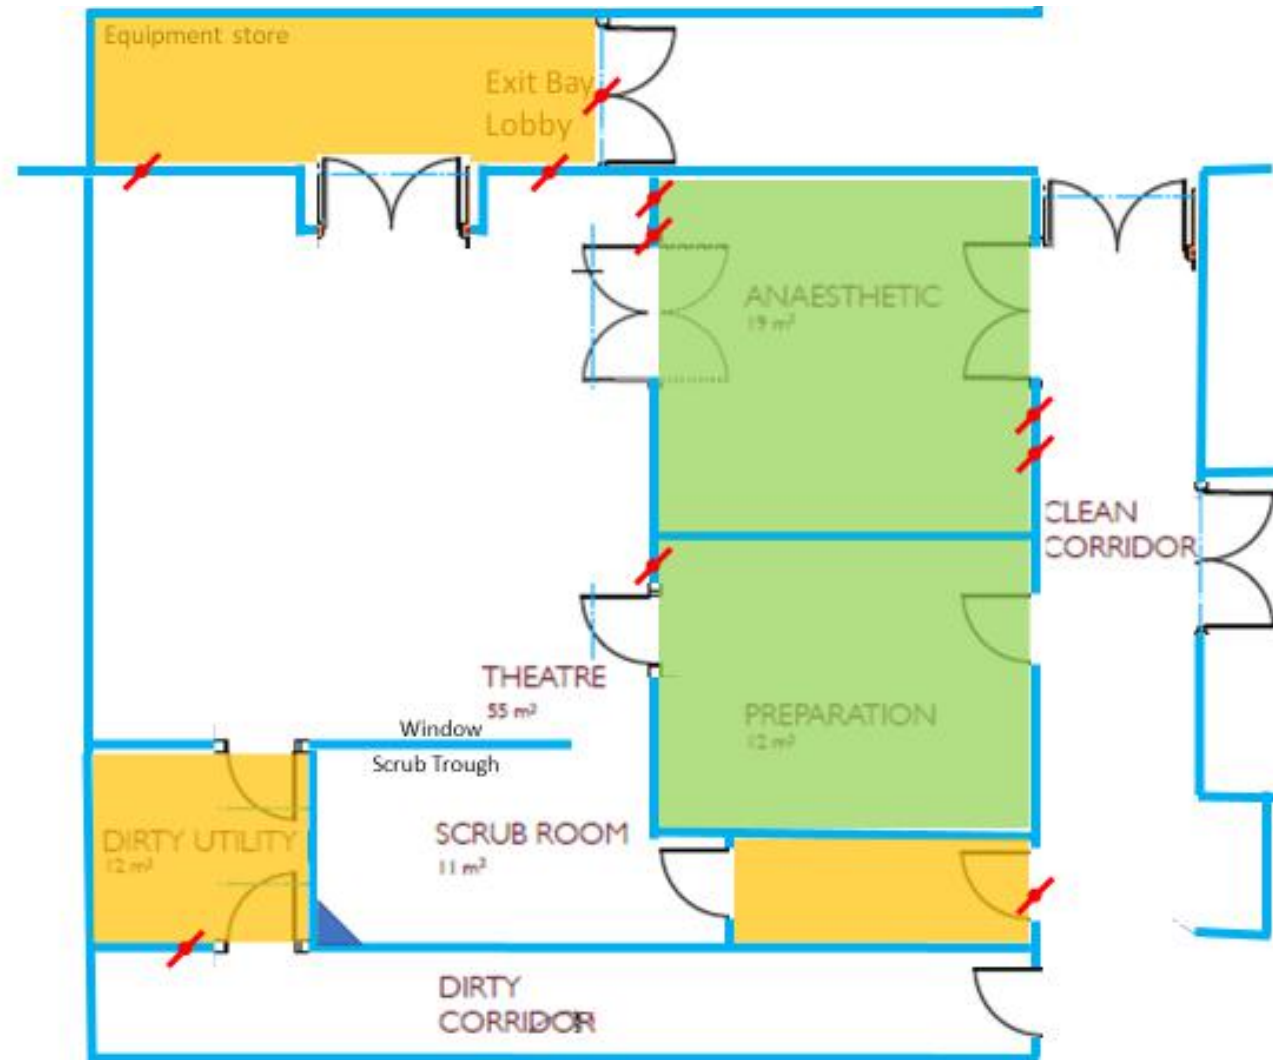 Equipment store
Exit Bay
Lobby
ANAESTHETIC
19 m²
CLEAN
CORRIDOR
THEATRE
55 m²
PREPARATION
12 m²
Window
Scrub Trough
DIRTY UTILITY
12 m²
SCRUB ROOM
11 m²
DIRTY
CORRIDOR